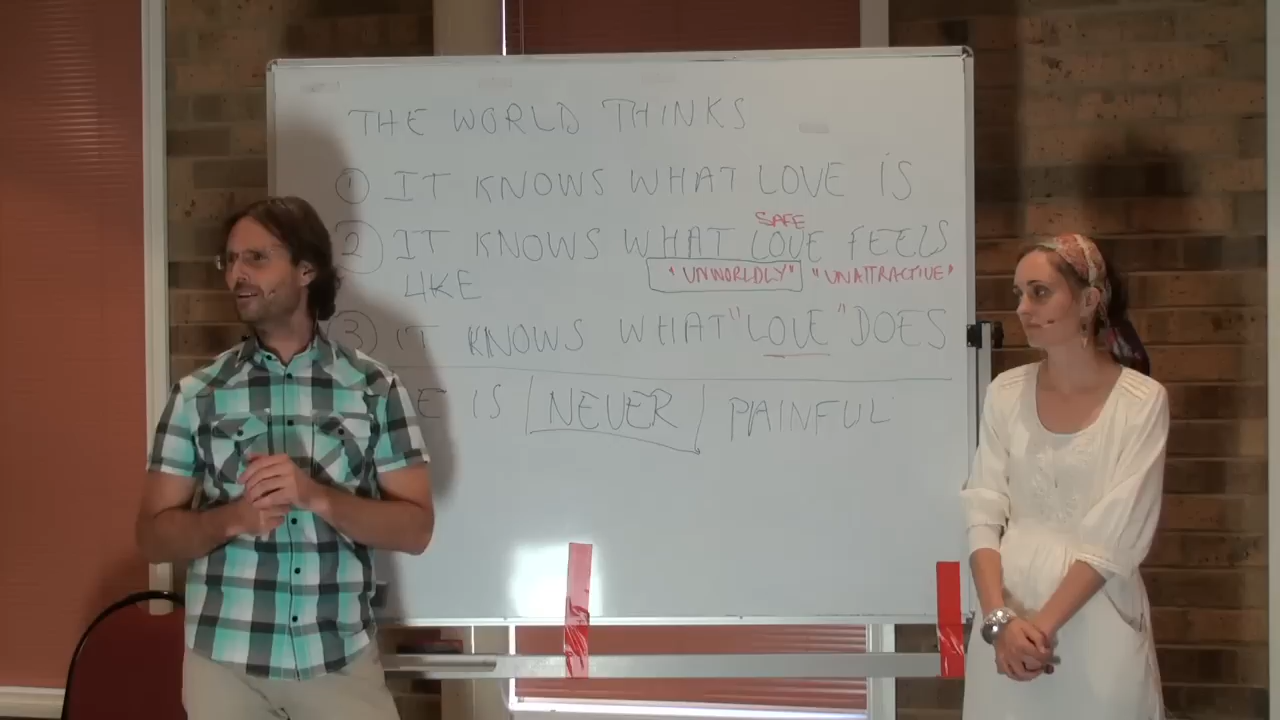 THE WORLD THINKS
① IT KNOWS WHAT LOVE IS
SAFE
② IT KNOWS WHAT LOVE FEELS
LIKE
"UNWORLDLY" "UNATTRACTIVE"
③ IT KNOWS WHAT "LOVE" DOES
E IS NEVER PAINFUL